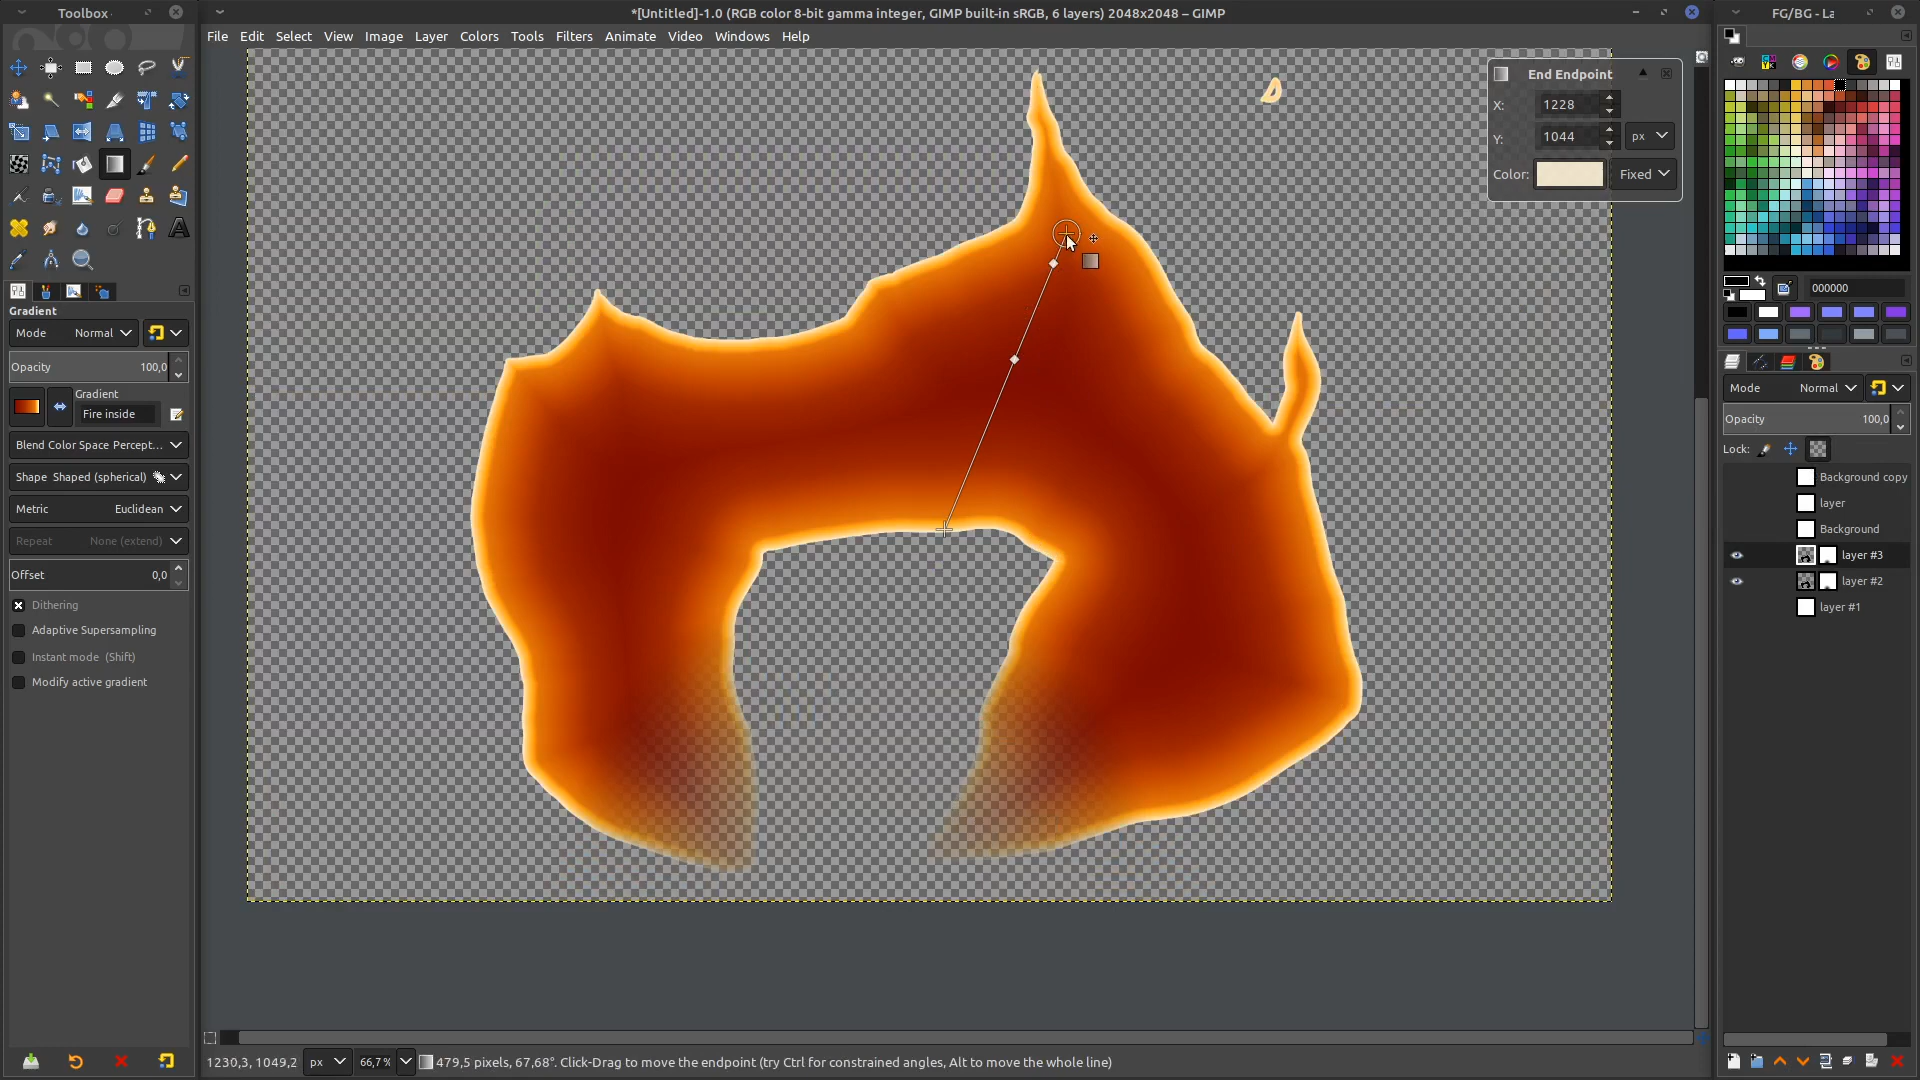 Toolbox
*[Untitled]-1.0 (RGB color 8-bit gamma integer, GIMP built-in sRGB, 6 layers) 2048x2048 – GIMP
FG/BG - La
File Edit Select View Image Layer Colors Tools Filters Animate Video Windows Help
End Endpoint
X: 1228
Y: 1044 px
Color: Fixed
Gradient
Mode Normal
Opacity 100,0
Gradient
Fire inside
Blend Color Space Percept...
Shape Shaped (spherical)
Metric Euclidean
Repeat None (extend)
Offset 0,0
Dithering
Adaptive Supersampling
Instant mode (Shift)
Modify active gradient
000000
Mode Normal
Opacity 100,0
Lock:
Background copy
layer
Background
layer #3
layer #2
layer #1
1230,3, 1049,2 px 66,7 % 479,5 pixels, 67,68°. Click-Drag to move the endpoint (try Ctrl for constrained angles, Alt to move the whole line)